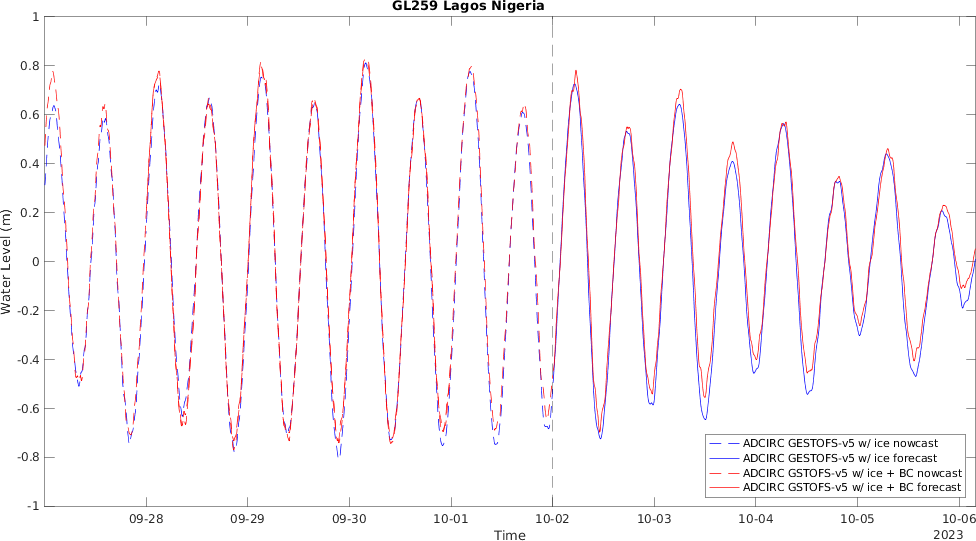 GL259 Lagos Nigeria
1
0.8
0.6
0.4
0.2
0
-0.2
-0.4
-0.6
-0.8
-1
Water Level (m)
ADCIRC GESTOFS-v5 w/ ice nowcast
ADCIRC GESTOFS-v5 w/ ice forecast
ADCIRC GSTOFS-v5 w/ ice + BC nowcast
ADCIRC GSTOFS-v5 w/ ice + BC forecast
09-28 09-29 09-30 10-01 10-02 10-03 10-04 10-05 10-06
Time 2023